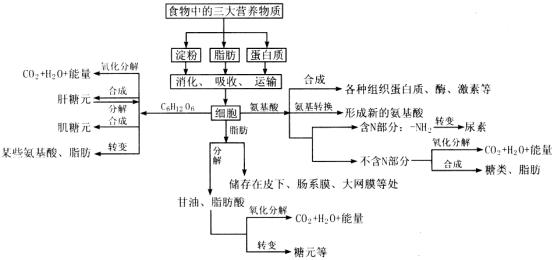 食物中的三大营养物质
淀粉
脂肪
蛋白质
消化、吸收、运输
细胞
C₆H₁₂O₆
氧化分解
CO₂+H₂O+能量
合成
肝糖元
分解
合成
肌糖元
转变
某些氨基酸、脂肪
氨基酸
合成
各种组织蛋白质、酶、激素等
氨基转换
形成新的氨基酸
含N部分：-NH₂
转变
尿素
不含N部分
氧化分解
CO₂+H₂O+能量
合成
糖类、脂肪
脂肪
分解
储存在皮下、肠系膜、大网膜等处
甘油、脂肪酸
氧化分解
CO₂+H₂O+能量
转变
糖元等